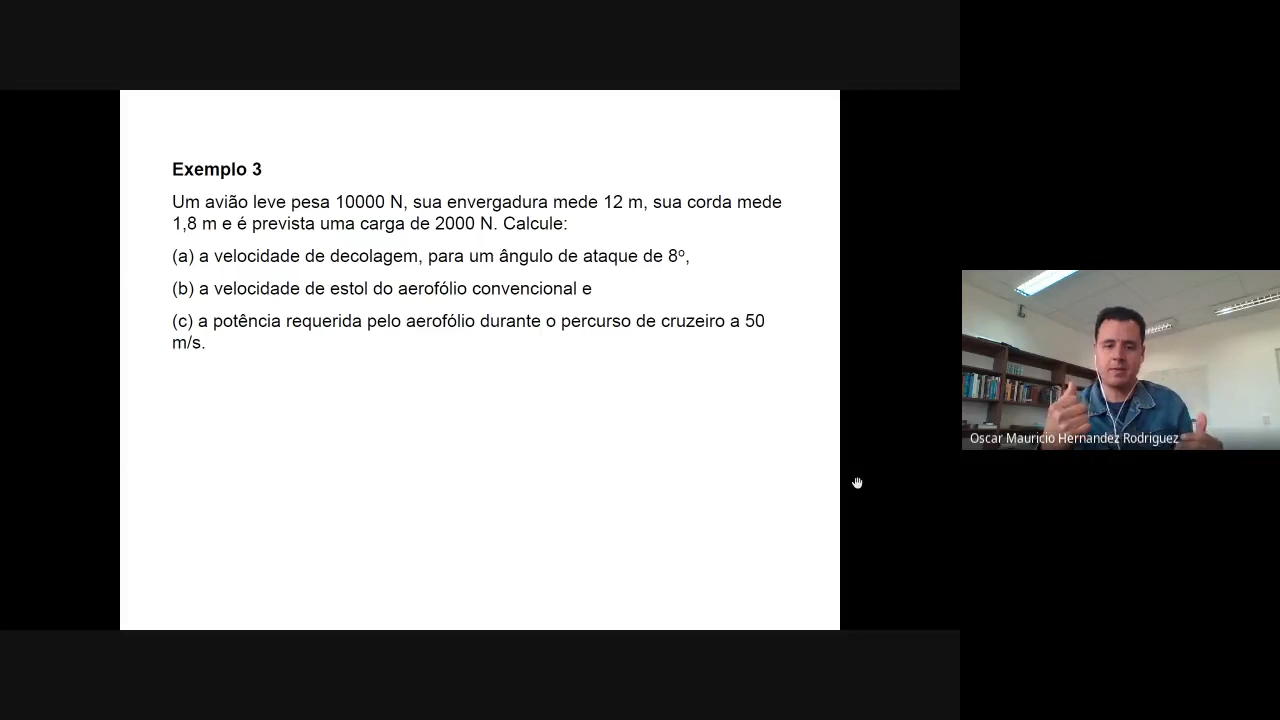 Exemplo 3
Um avião leve pesa 10000 N, sua envergadura mede 12 m, sua corda mede
1,8 m e é prevista uma carga de 2000 N. Calcule:
(a) a velocidade de decolagem, para um ângulo de ataque de 8º,
(b) a velocidade de estol do aerofólio convencional e
(c) a potência requerida pelo aerofólio durante o percurso de cruzeiro a 50
m/s.
Oscar Mauricio Hernandez Rodriguez